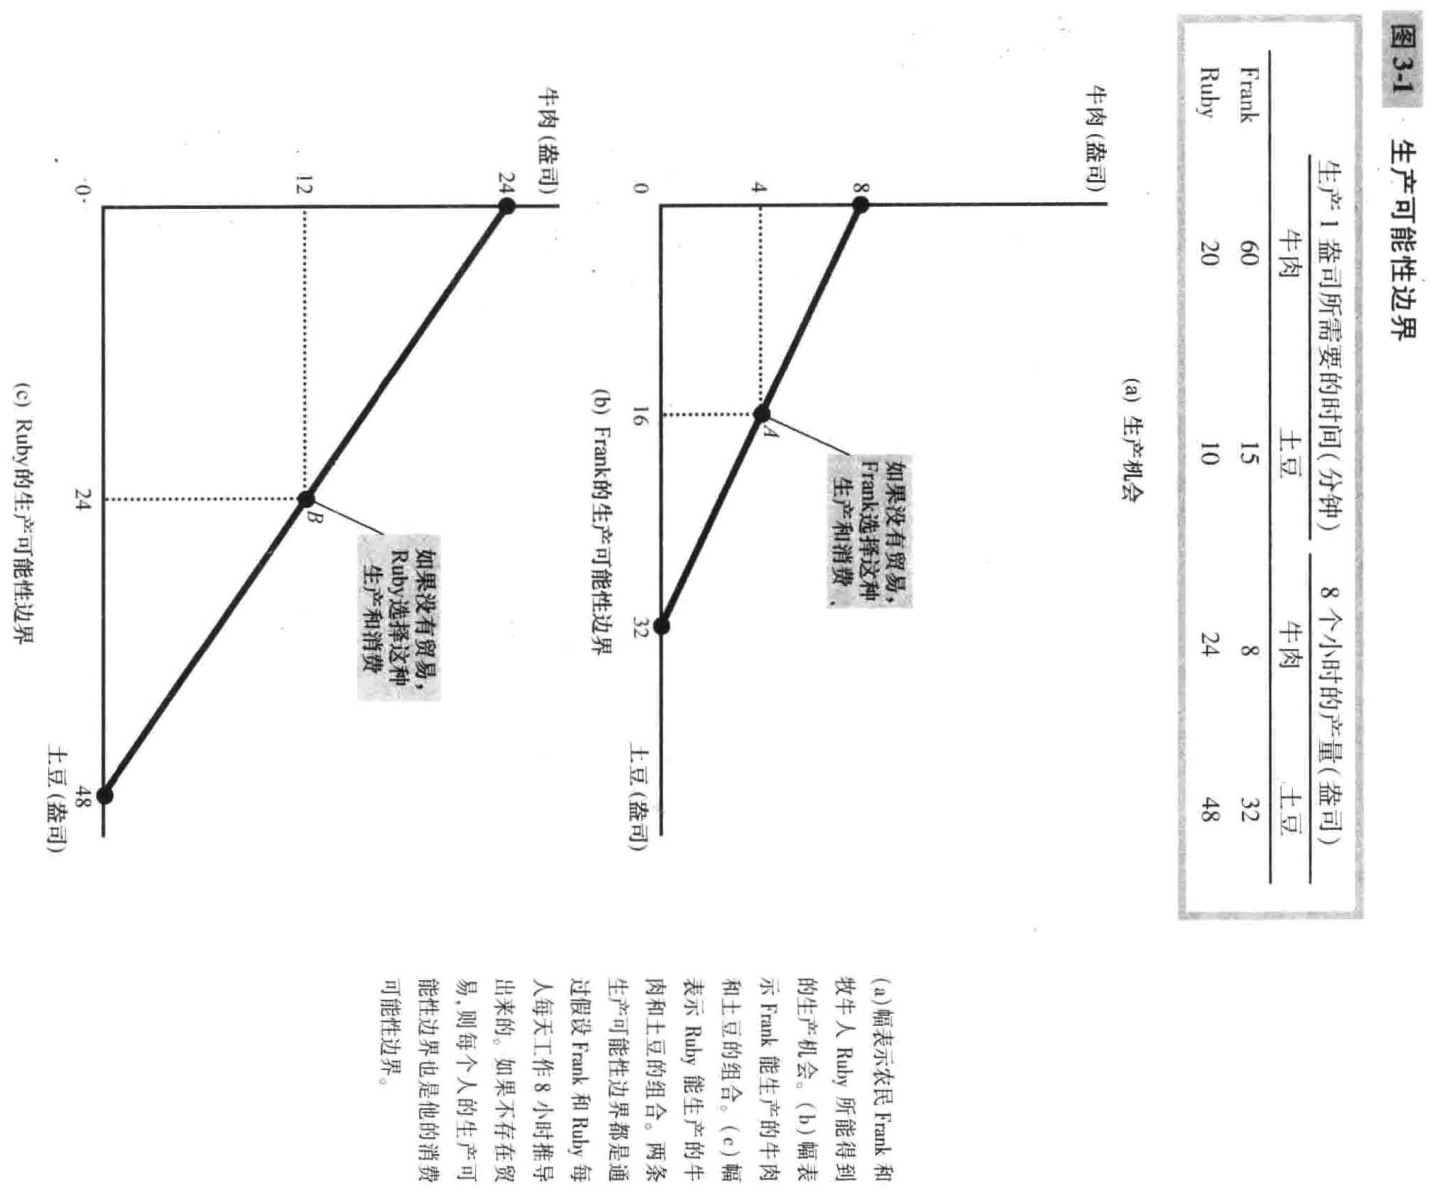 图 3-1 生产可能性边界
生产 1 盎司所需要的时间(分钟) 8 个小时的产量(盎司)
牛肉 土豆 牛肉 土豆
Frank 60 15 8 32
Ruby 20 10 24 48
(a) 生产机会
牛肉 (盎司)
如果没有贸易，
Frank选择这种
生产和消费
8
A
4
0 16 32 土豆 (盎司)
(b) Frank的生产可能性边界
牛肉 (盎司)
24
如果没有贸易，
Ruby选择这种
生产和消费
B
12
0 24 48
土豆 (盎司)
(c) Ruby的生产可能性边界
(a)幅表示农民 Frank 和
牧牛人 Ruby 所能得到
的生产机会。(b)幅表
示 Frank 能生产的牛肉
和土豆的组合。(c)幅
表示 Ruby 能生产的牛
肉和土豆的组合。两条
生产可能性边界都是通
过假设 Frank 和 Ruby 每
人每天工作 8 小时推导
出来的。如果不存在贸
易,则每个人的生产可
能性边界也是他的消费
可能性边界。